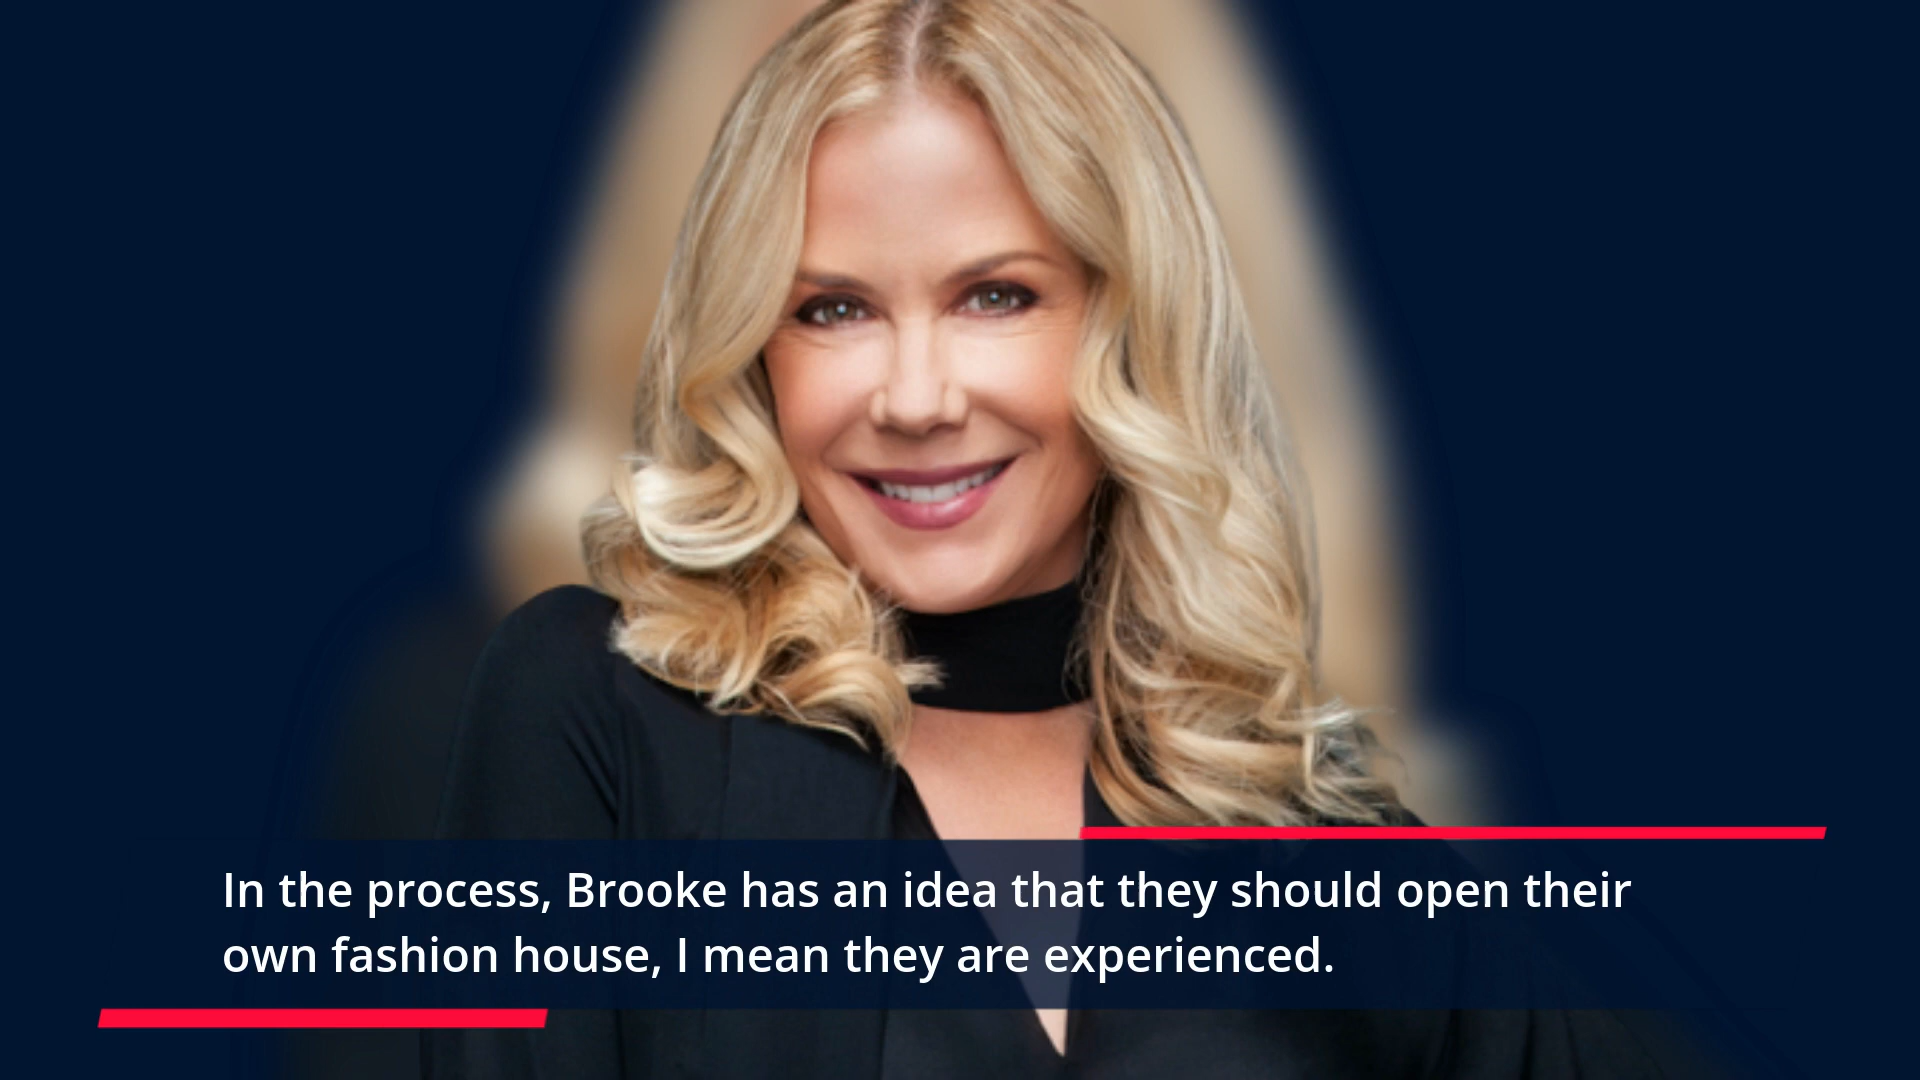 In the process, Brooke has an idea that they should open their
own fashion house, I mean they are experienced.